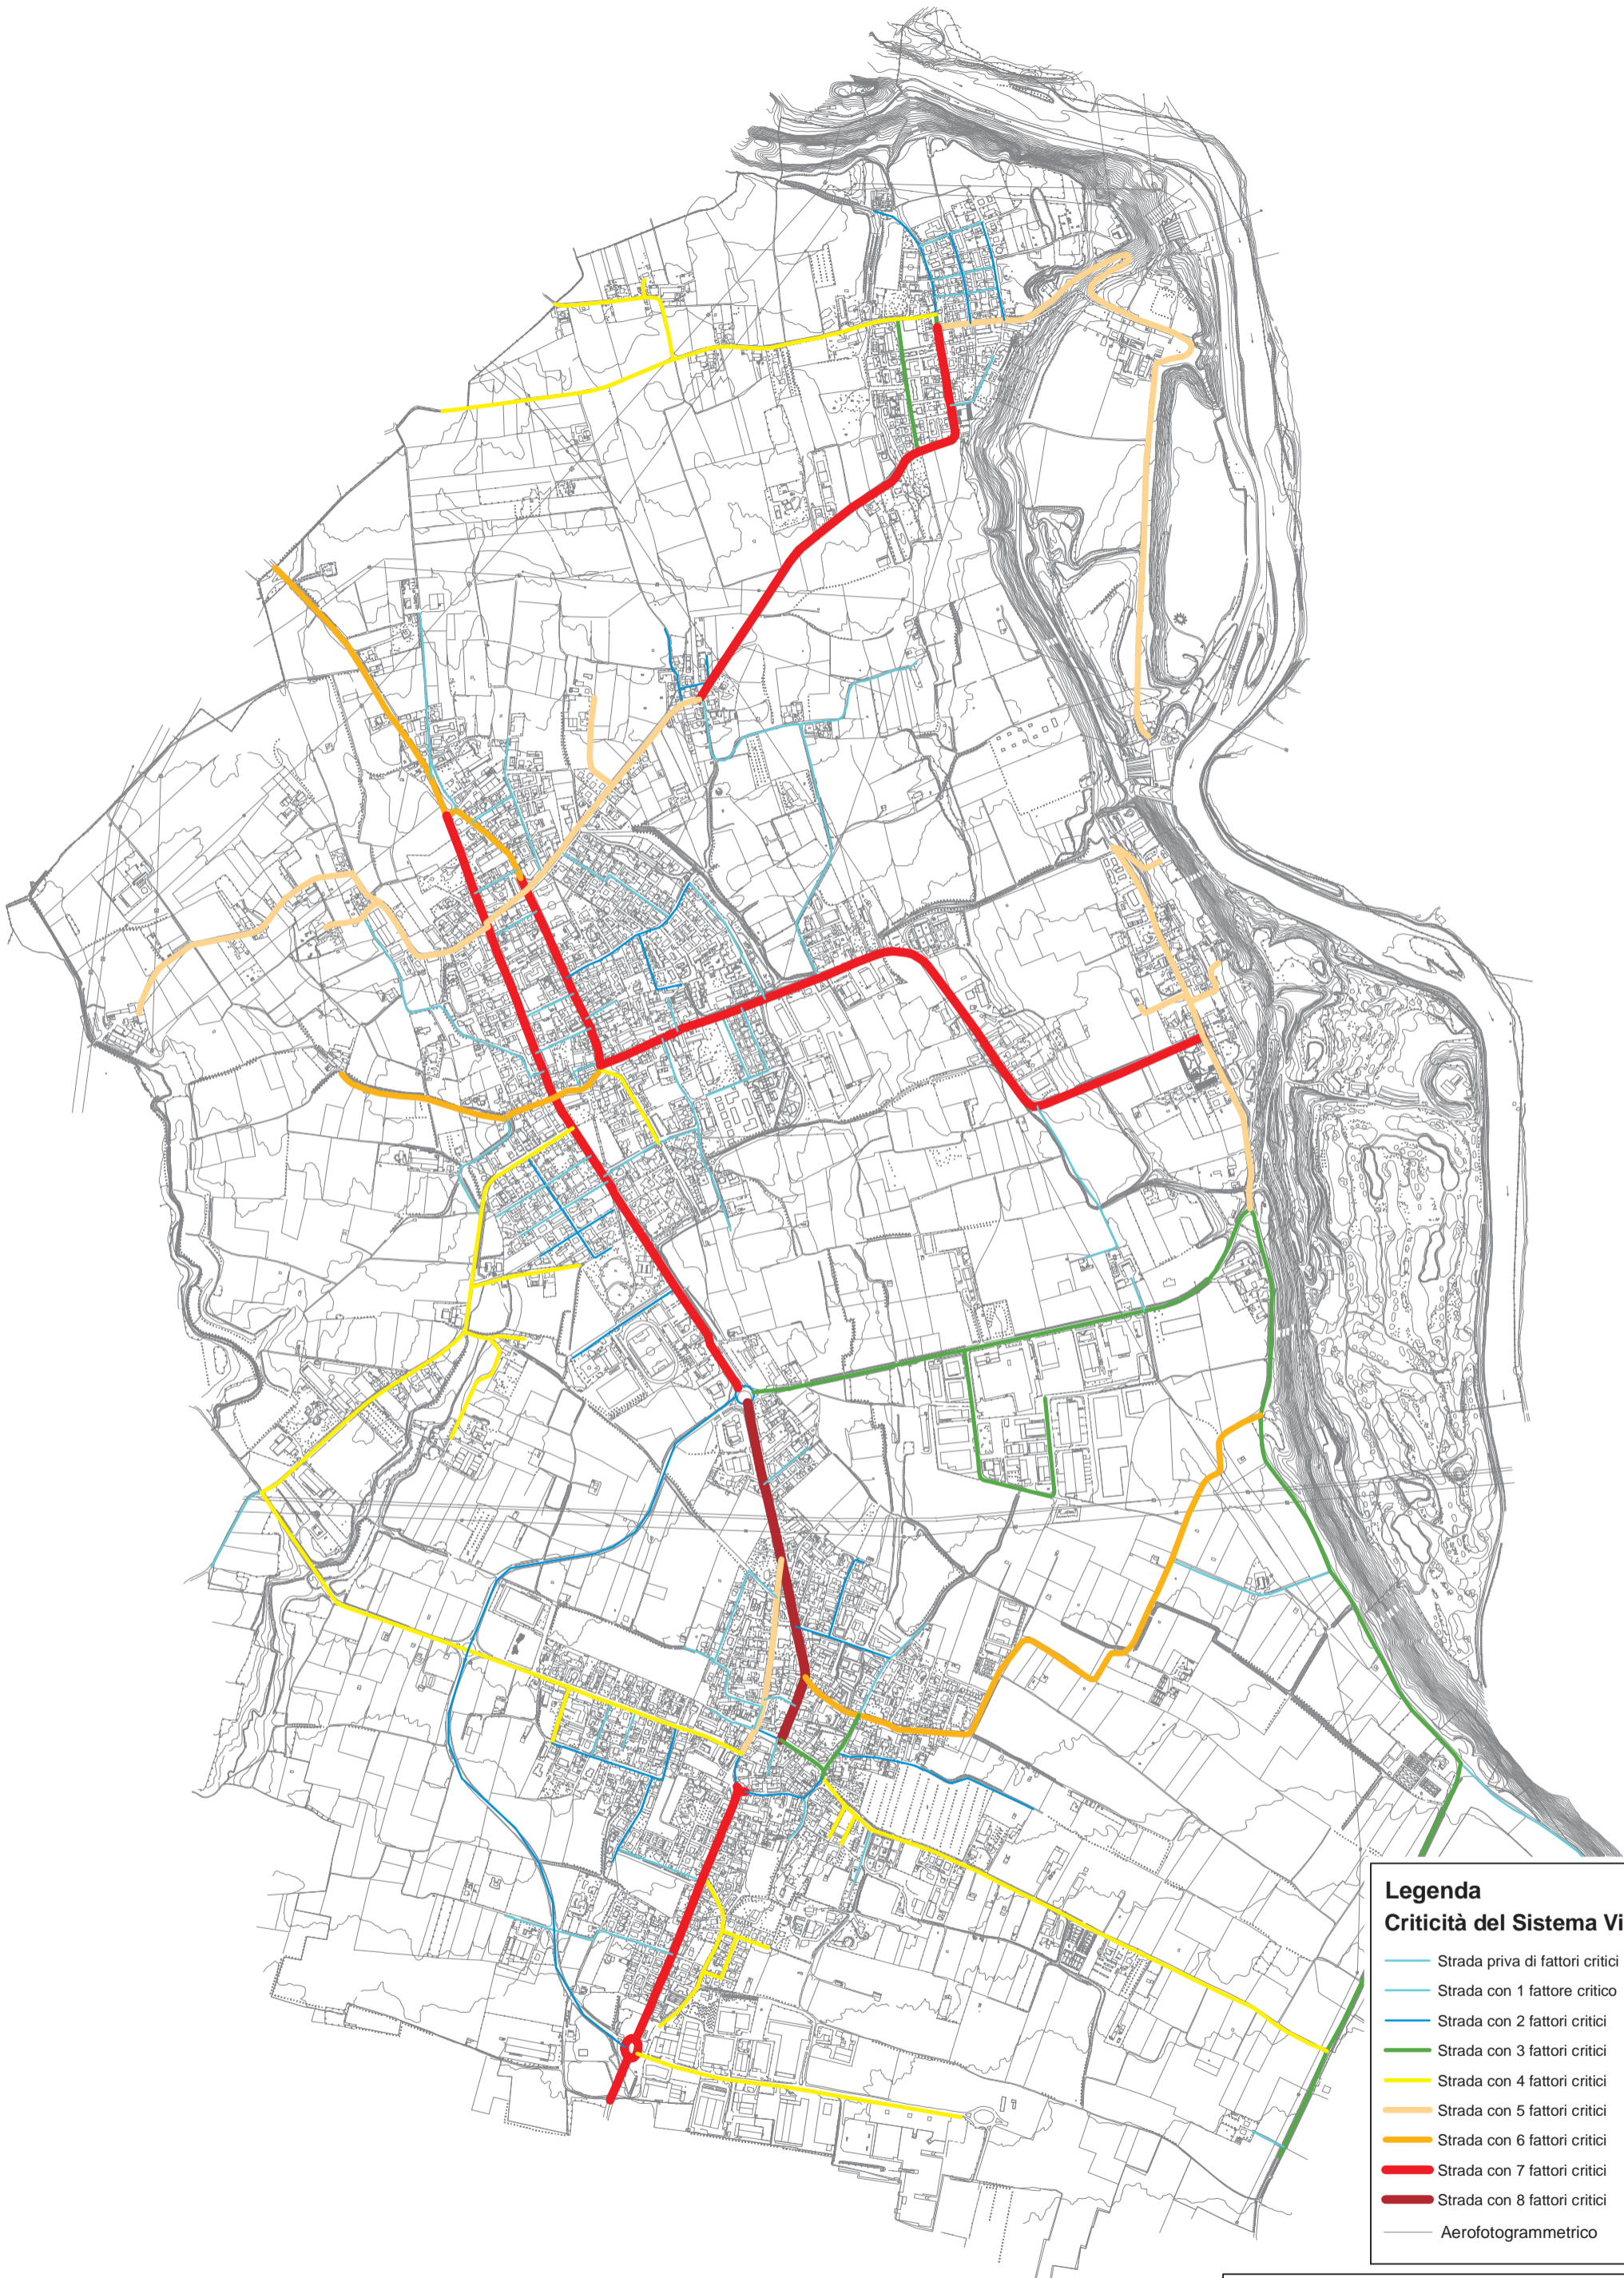 Legenda
Criticità del Sistema Vi
Strada priva di fattori critici
Strada con 1 fattore critico
Strada con 2 fattori critici
Strada con 3 fattori critici
Strada con 4 fattori critici
Strada con 5 fattori critici
Strada con 6 fattori critici
Strada con 7 fattori critici
Strada con 8 fattori critici
Aerofotogrammetrico